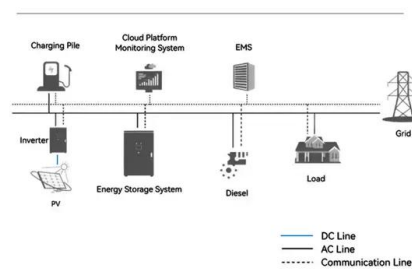 Charging Pile
Cloud Platform
Monitoring System
EMS
Grid
Inverter
PV
Energy Storage System
Diesel
Load
DC Line
AC Line
Communication Line